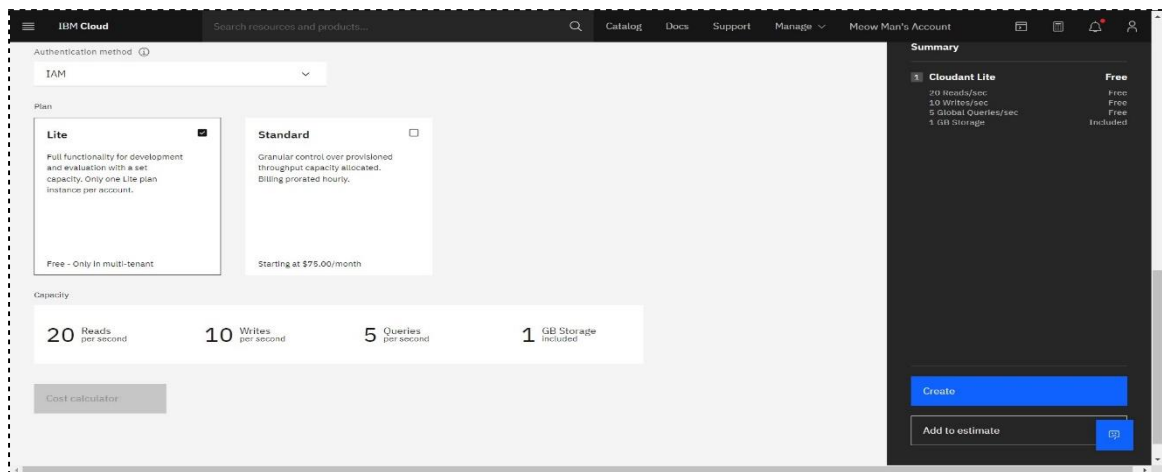 IBM Cloud
Search resources and products...
Catalog
Docs
Support
Manage
Meow Man's Account
Authentication method
IAM
Plan
Lite
Full functionality for development
and evaluation with a set
capacity. Only one Lite plan
instance per account.
Free - Only in multi-tenant
Standard
Granular control over provisioned
throughput capacity allocated.
Billing prorated hourly.
Starting at $75.00/month
Capacity
20 Reads per second
10 Writes per second
5 Queries per second
1 GB Storage included
Cost calculator
Summary
1 Cloudant Lite Free
20 Reads/sec Free
10 Writes/sec Free
5 Global Queries/sec Free
1 GB Storage Included
Create
Add to estimate